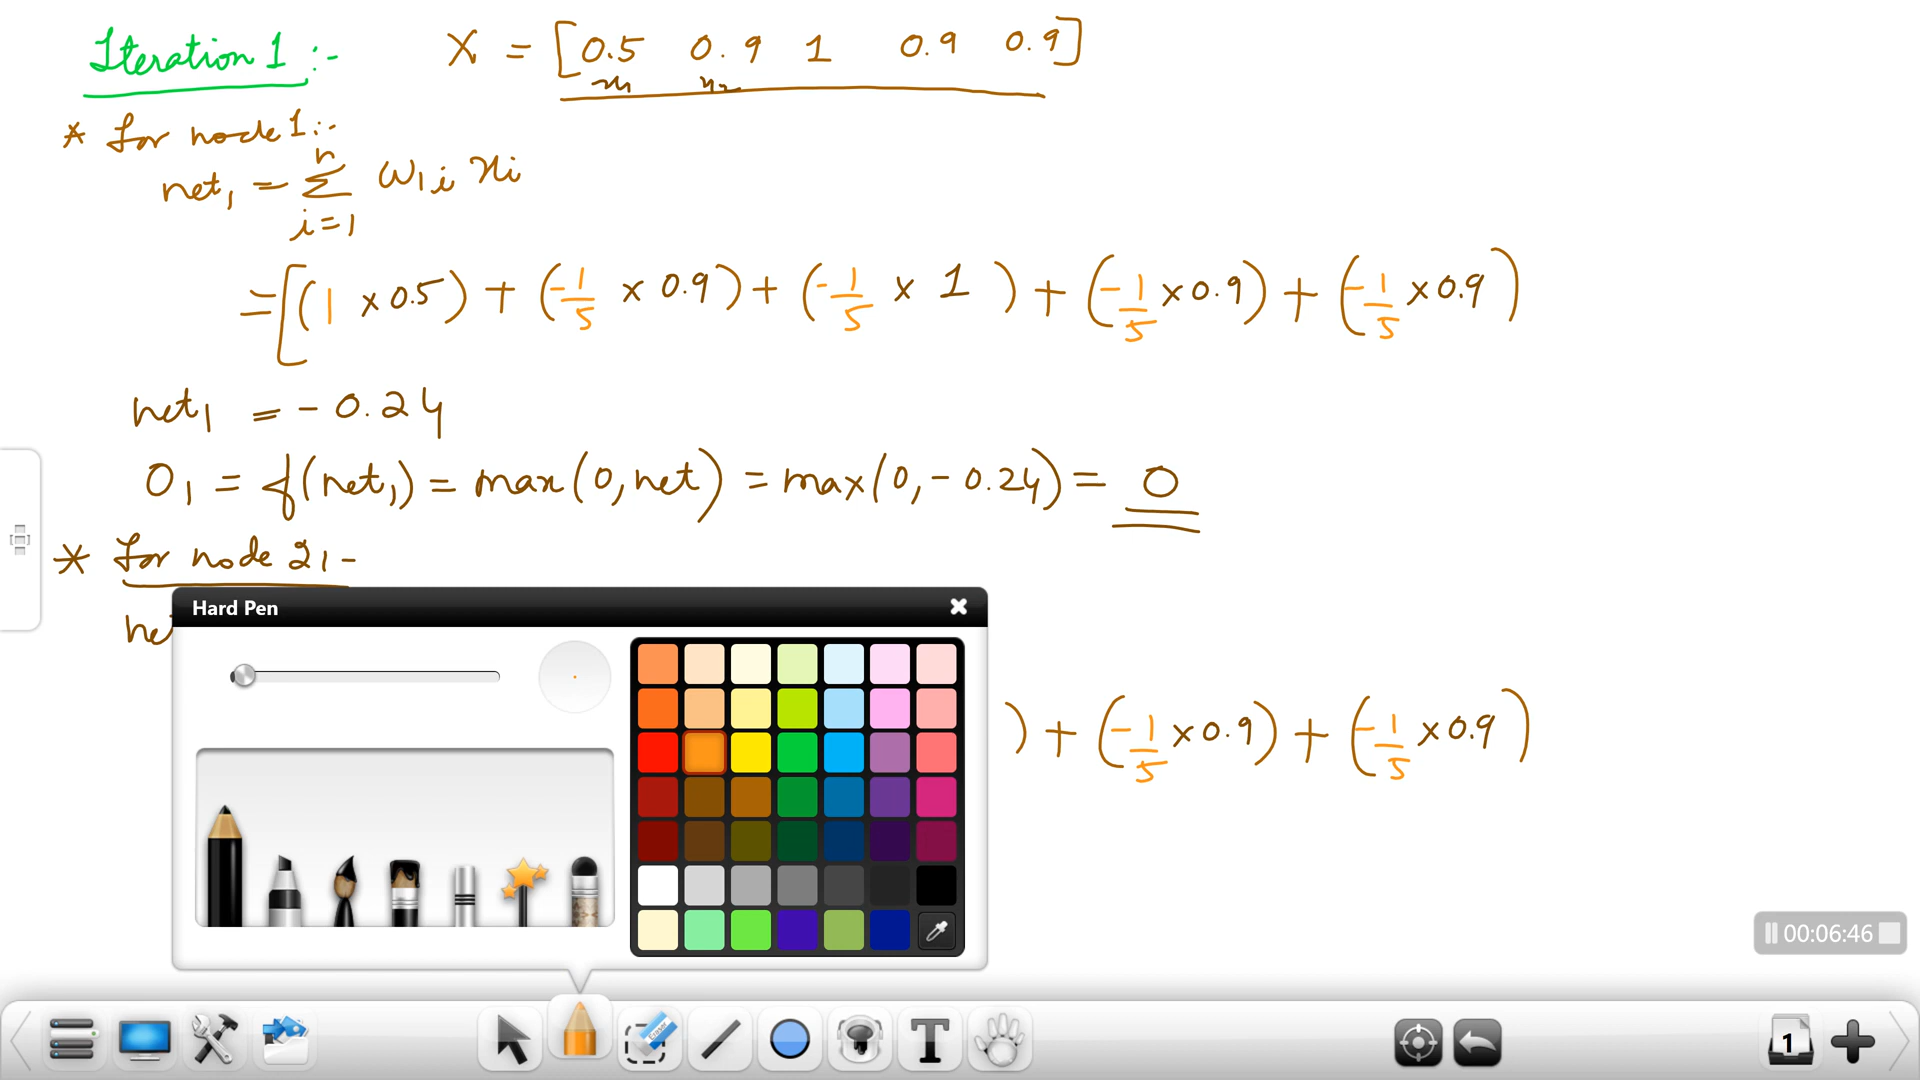 Iteration 1 :-
X = [0.5 0.9 1 0.9 0.9]
x1 x2
* for node 1:-
net1 = n Σ i=1 w1i xi
= [(1 × 0.5) + (-1/5 × 0.9) + (-1/5 × 1) + (-1/5 × 0.9) + (-1/5 × 0.9)
net1 = - 0.24
O1 = f(net1) = max(0, net) = max(0, - 0.24) = 0
* for node 2:-
ne
Hard Pen
) + (-1/5 × 0.9) + (-1/5 × 0.9)
00:06:46
T
1